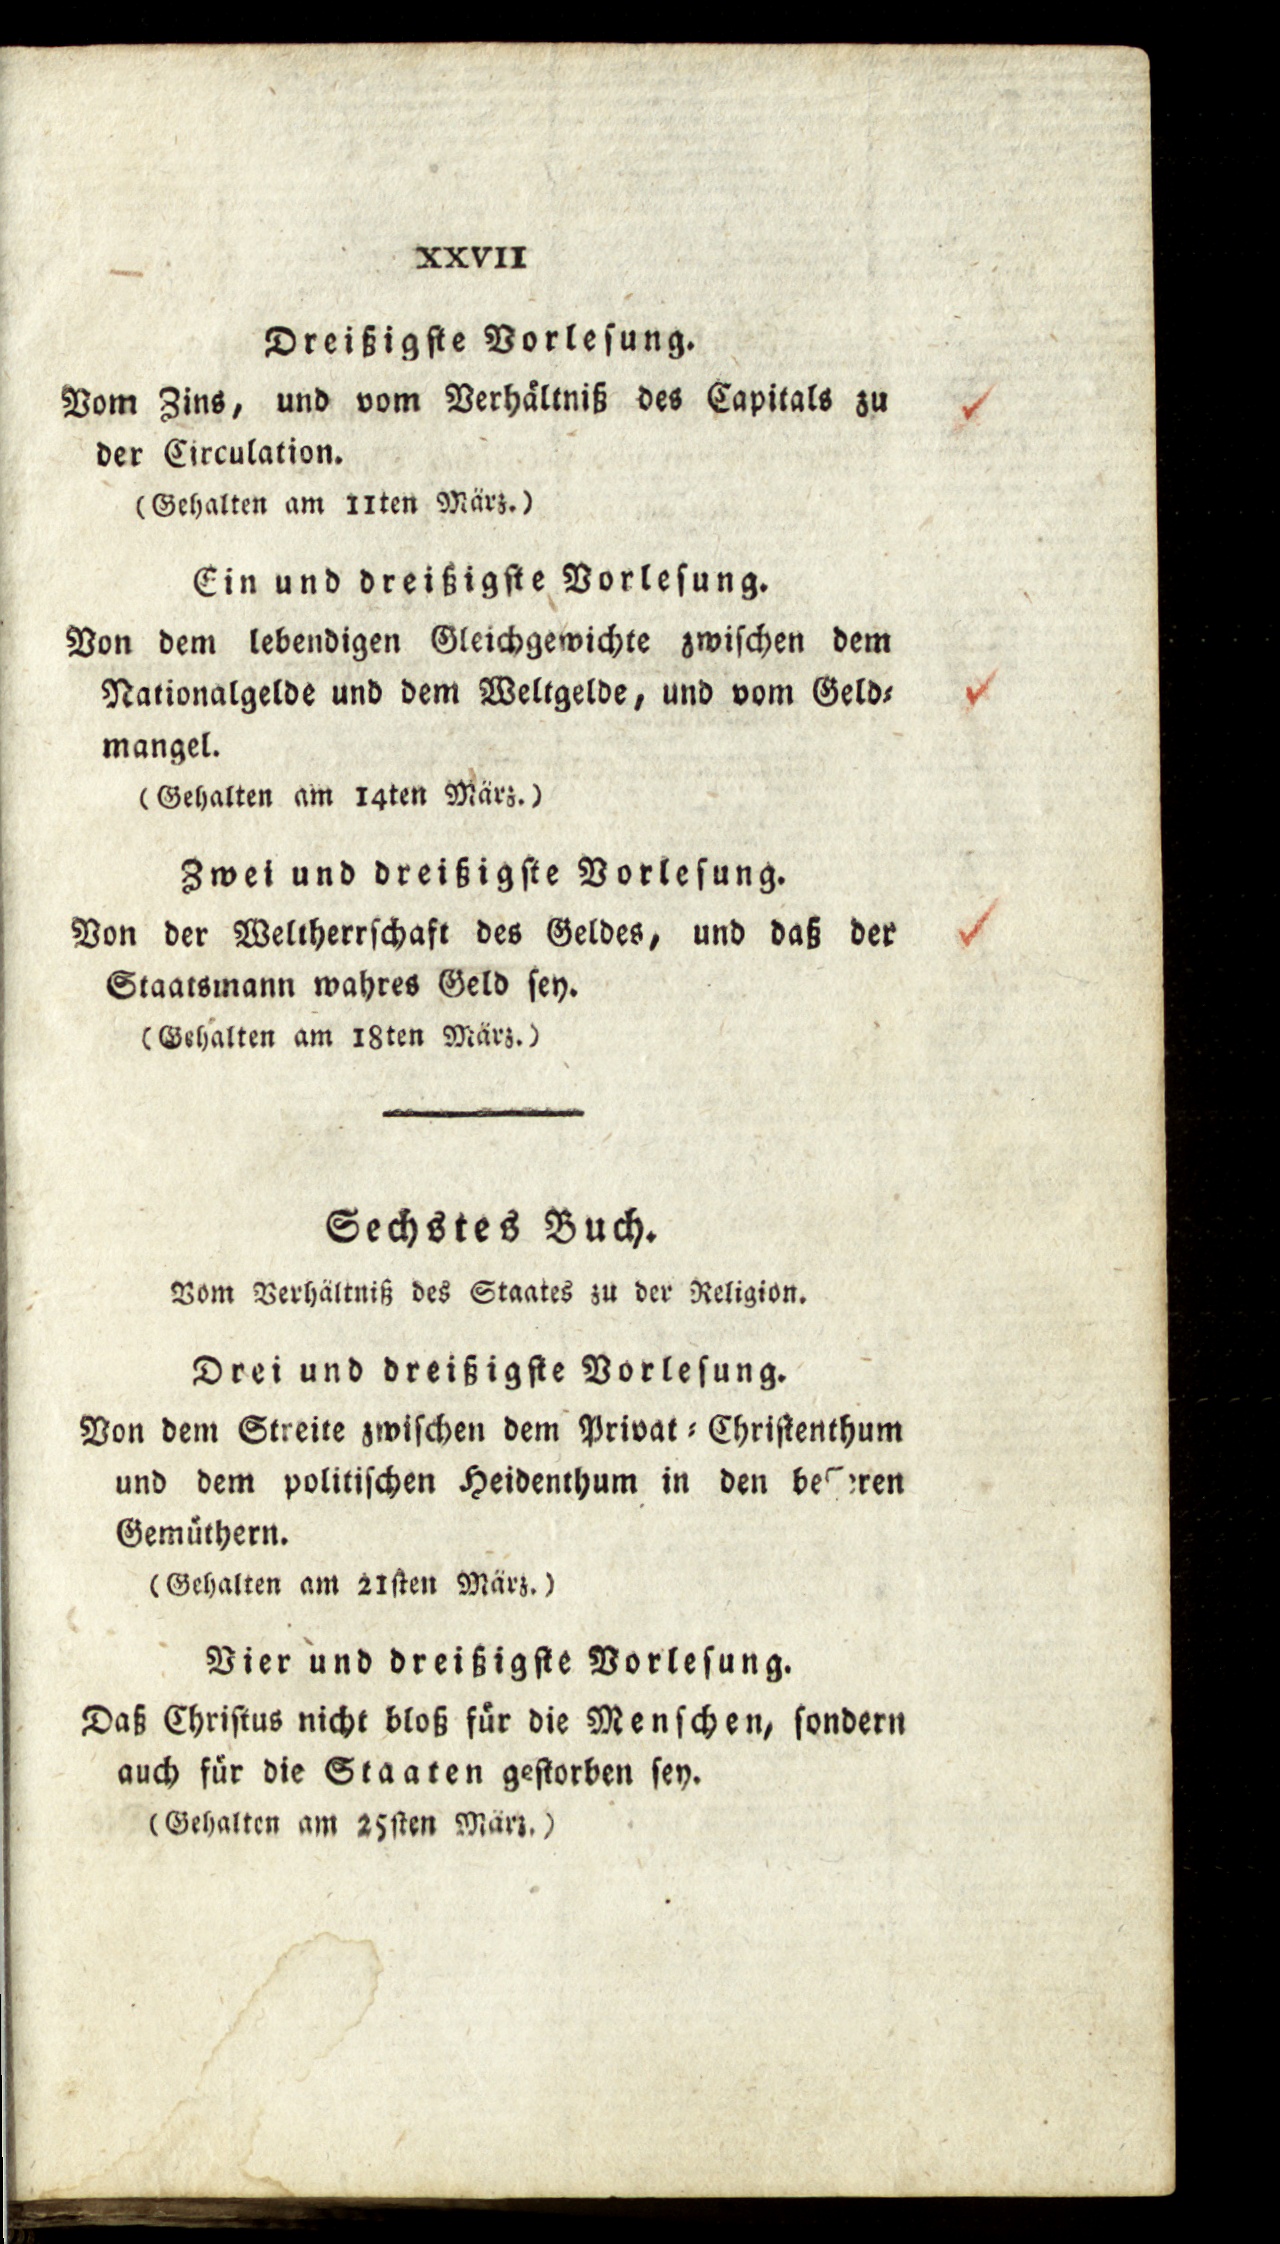 XXVII
Dreißigste Vorlesung.
Vom Zins, und vom Verhältniß des Capitals zu
der Circulation.
(Gehalten am 11ten März.)
Ein und dreißigste Vorlesung.
Von dem lebendigen Gleichgewichte zwischen dem
Nationalgelde und dem Weltgelde, und vom Geld-
mangel.
(Gehalten am 14ten März.)
Zwei und dreißigste Vorlesung.
Von der Weltherrschaft des Geldes, und daß der
Staatsmann wahres Geld sey.
(Gehalten am 18ten März.)
Sechstes Buch.
Vom Verhältniß des Staates zu der Religion.
Drei und dreißigste Vorlesung.
Von dem Streite zwischen dem Privat-Christenthum
und dem politischen Heidenthum in den
Gemüthern.
(Gehalten am 21sten März.)
Vier und dreißigste Vorlesung.
Daß Christus nicht bloß für die Menschen, sondern
auch für die Staaten gestorben sey.
(Gehalten am 25sten März.)